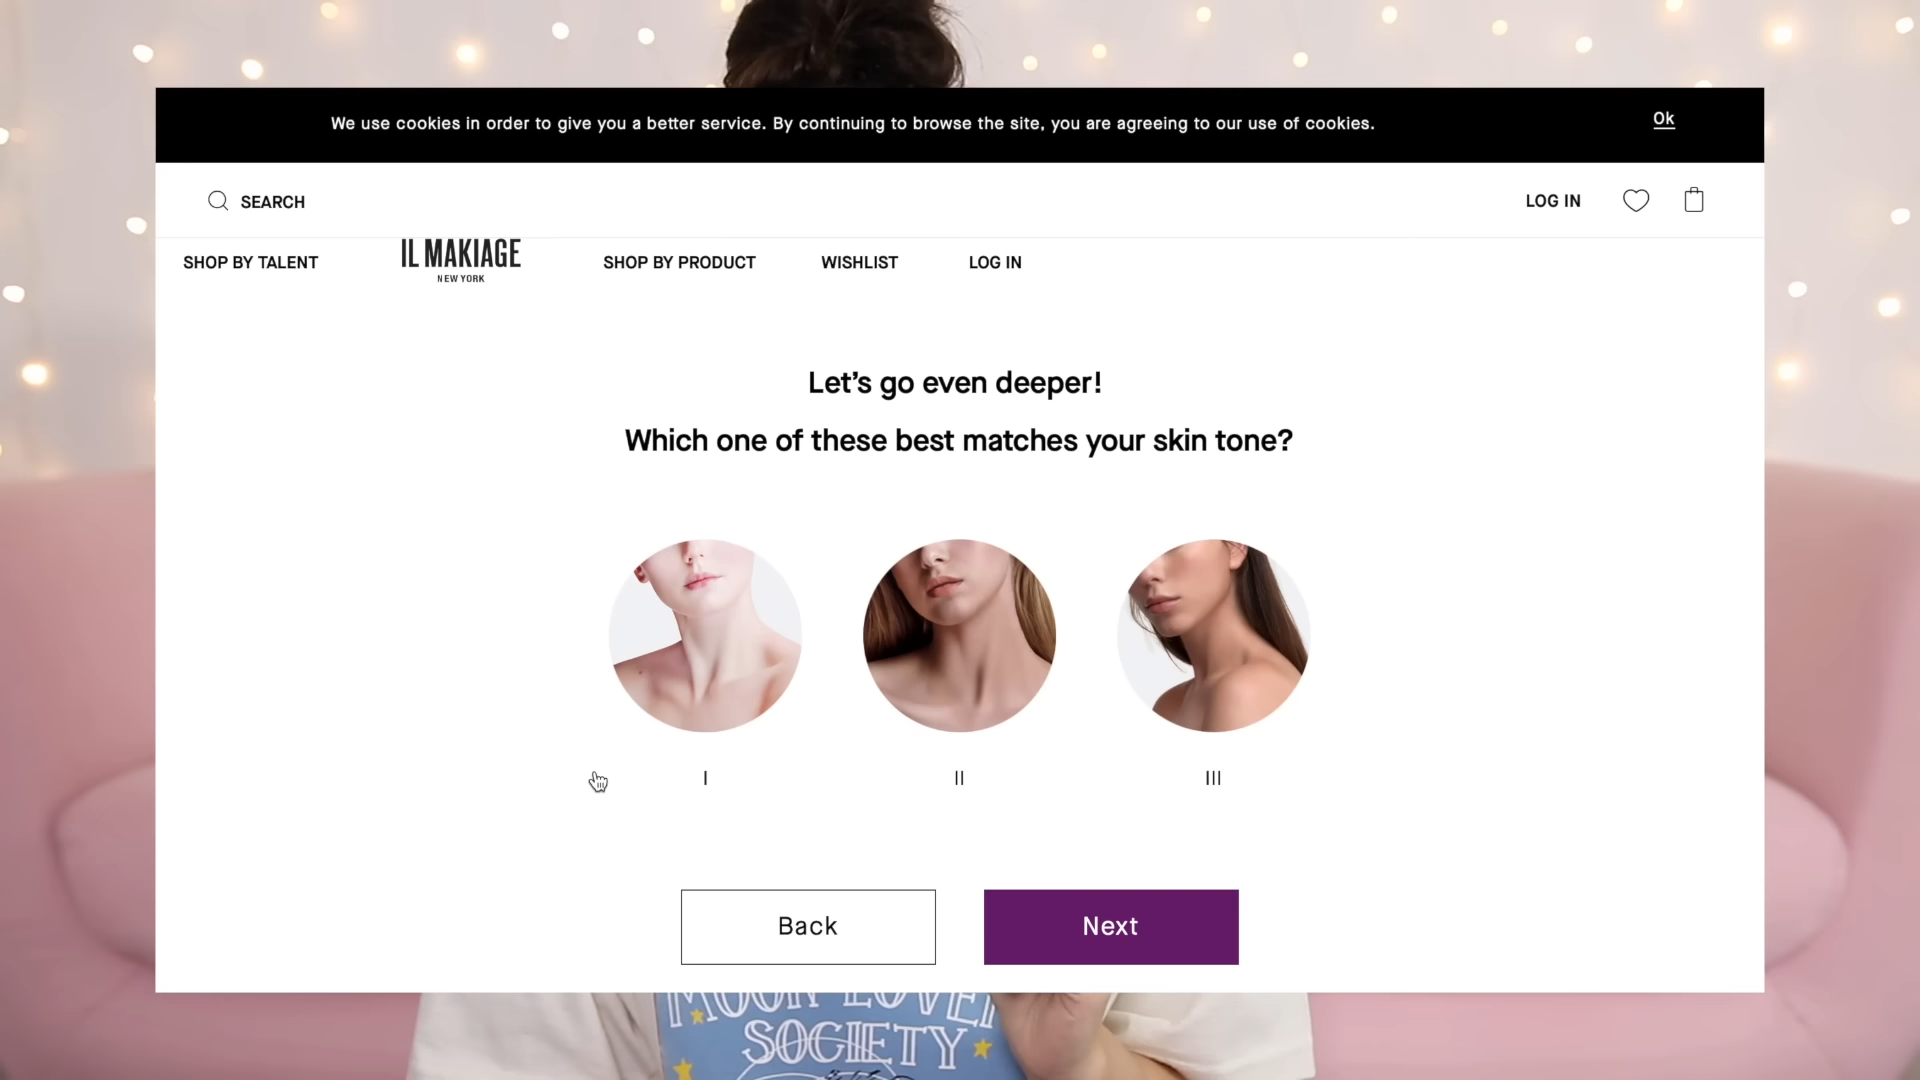 We use cookies in order to give you a better service. By continuing to browse the site, you are agreeing to our use of cookies.
Ok
SEARCH
LOG IN
SHOP BY TALENT
IL MAKIAGE
NEW YORK
SHOP BY PRODUCT
WISHLIST
LOG IN
Let's go even deeper!
Which one of these best matches your skin tone?
I
II
III
Back
Next
MOON LOVER
SOCIETY